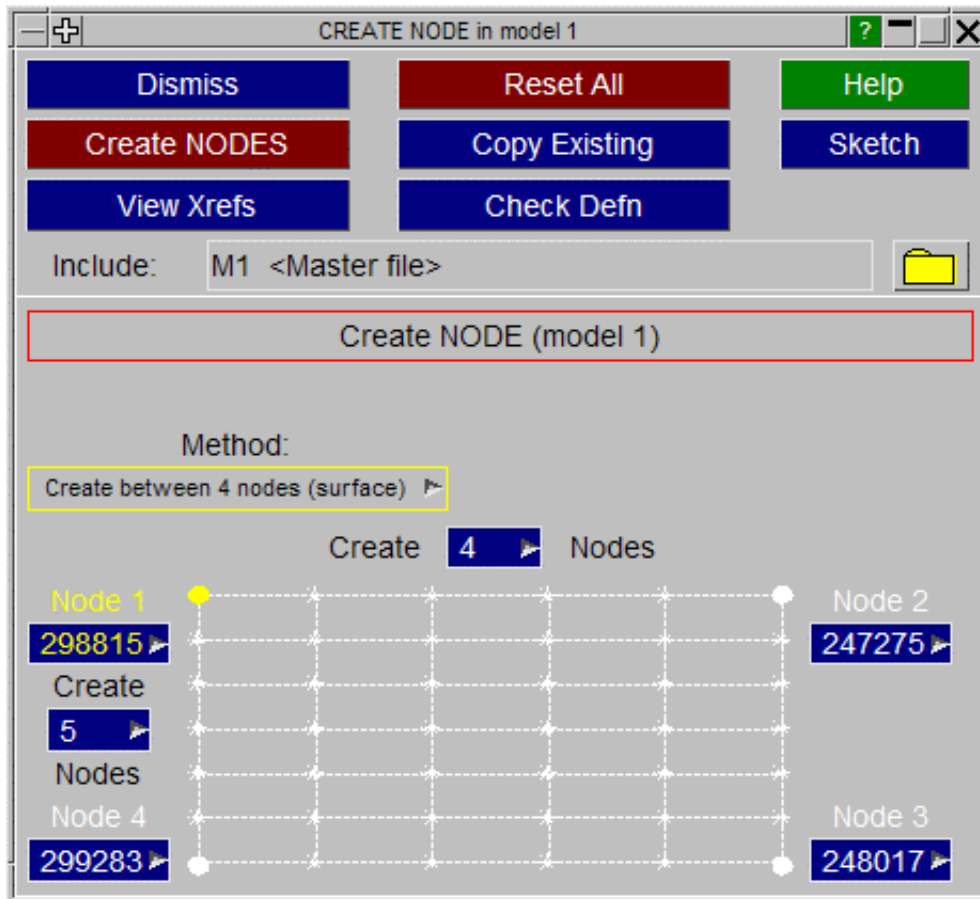 CREATE NODE in model 1 ?
Dismiss Reset All Help
Create NODES Copy Existing Sketch
View Xrefs Check Defn
Include: M1 <Master file>
Create NODE (model 1)
Method:
Create between 4 nodes (surface)
Create 4 Nodes
Node 1 Node 2
298815 247275
Create
5
Nodes
Node 4 Node 3
299283 248017